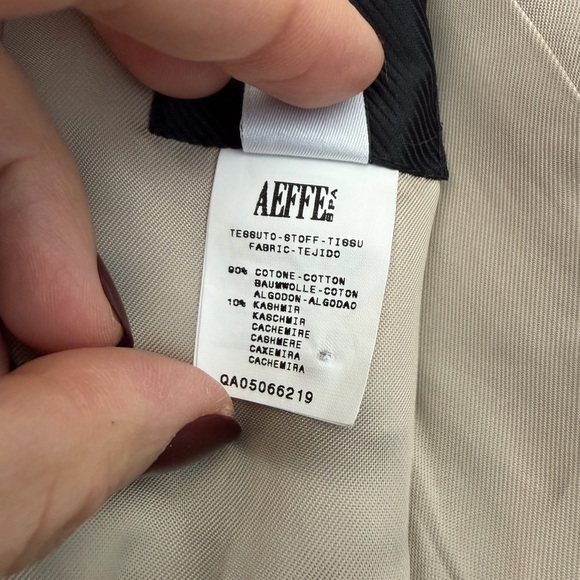 AEFFE SPA
TESSUTO-STOFF-TISSU
FABRIC-TEJIDO
90% COTONE-COTTON
BAUMWOLLE-COTON
ALGODON-ALGODAO
10% KASHMIR
KASCHMIR
CACHEMIRE
CASHMERE
CAXEMIRA
CACHEMIRA
QA05066219